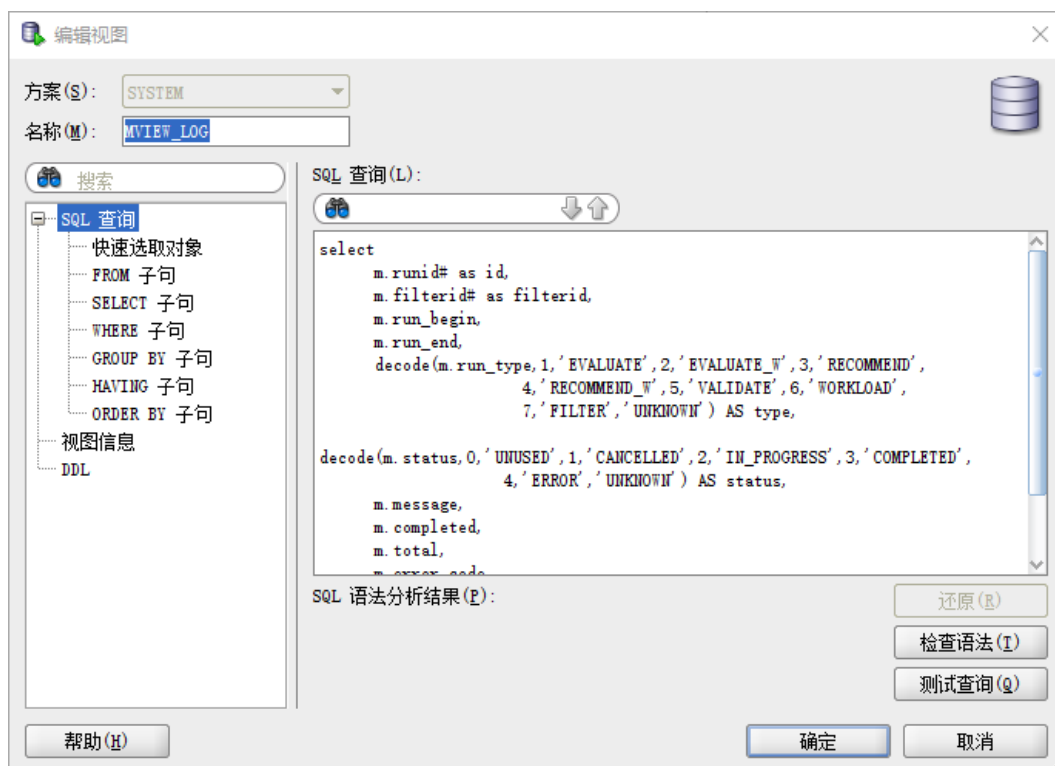 编辑视图
方案(S):
SYSTEM
名称(M):
MVIEW_LOG
搜索
SQL 查询
快速选取对象
FROM 子句
SELECT 子句
WHERE 子句
GROUP BY 子句
HAVING 子句
ORDER BY 子句
视图信息
DDL
SQL 查询(L):
select
m.runid# as id,
m.filterid# as filterid,
m.run_begin,
m.run_end,
decode(m.run_type,1,'EVALUATE',2,'EVALUATE_W',3,'RECOMMEND',
4,'RECOMMEND_W',5,'VALIDATE',6,'WORKLOAD',
7,'FILTER','UNKNOWN') AS type,
decode(m.status,0,'UNUSED',1,'CANCELLED',2,'IN_PROGRESS',3,'COMPLETED',
4,'ERROR','UNKNOWN') AS status,
m.message,
m.completed,
m.total,
m.error_code
SQL 语法分析结果(P):
还原(R)
检查语法(T)
测试查询(Q)
帮助(H)
确定
取消